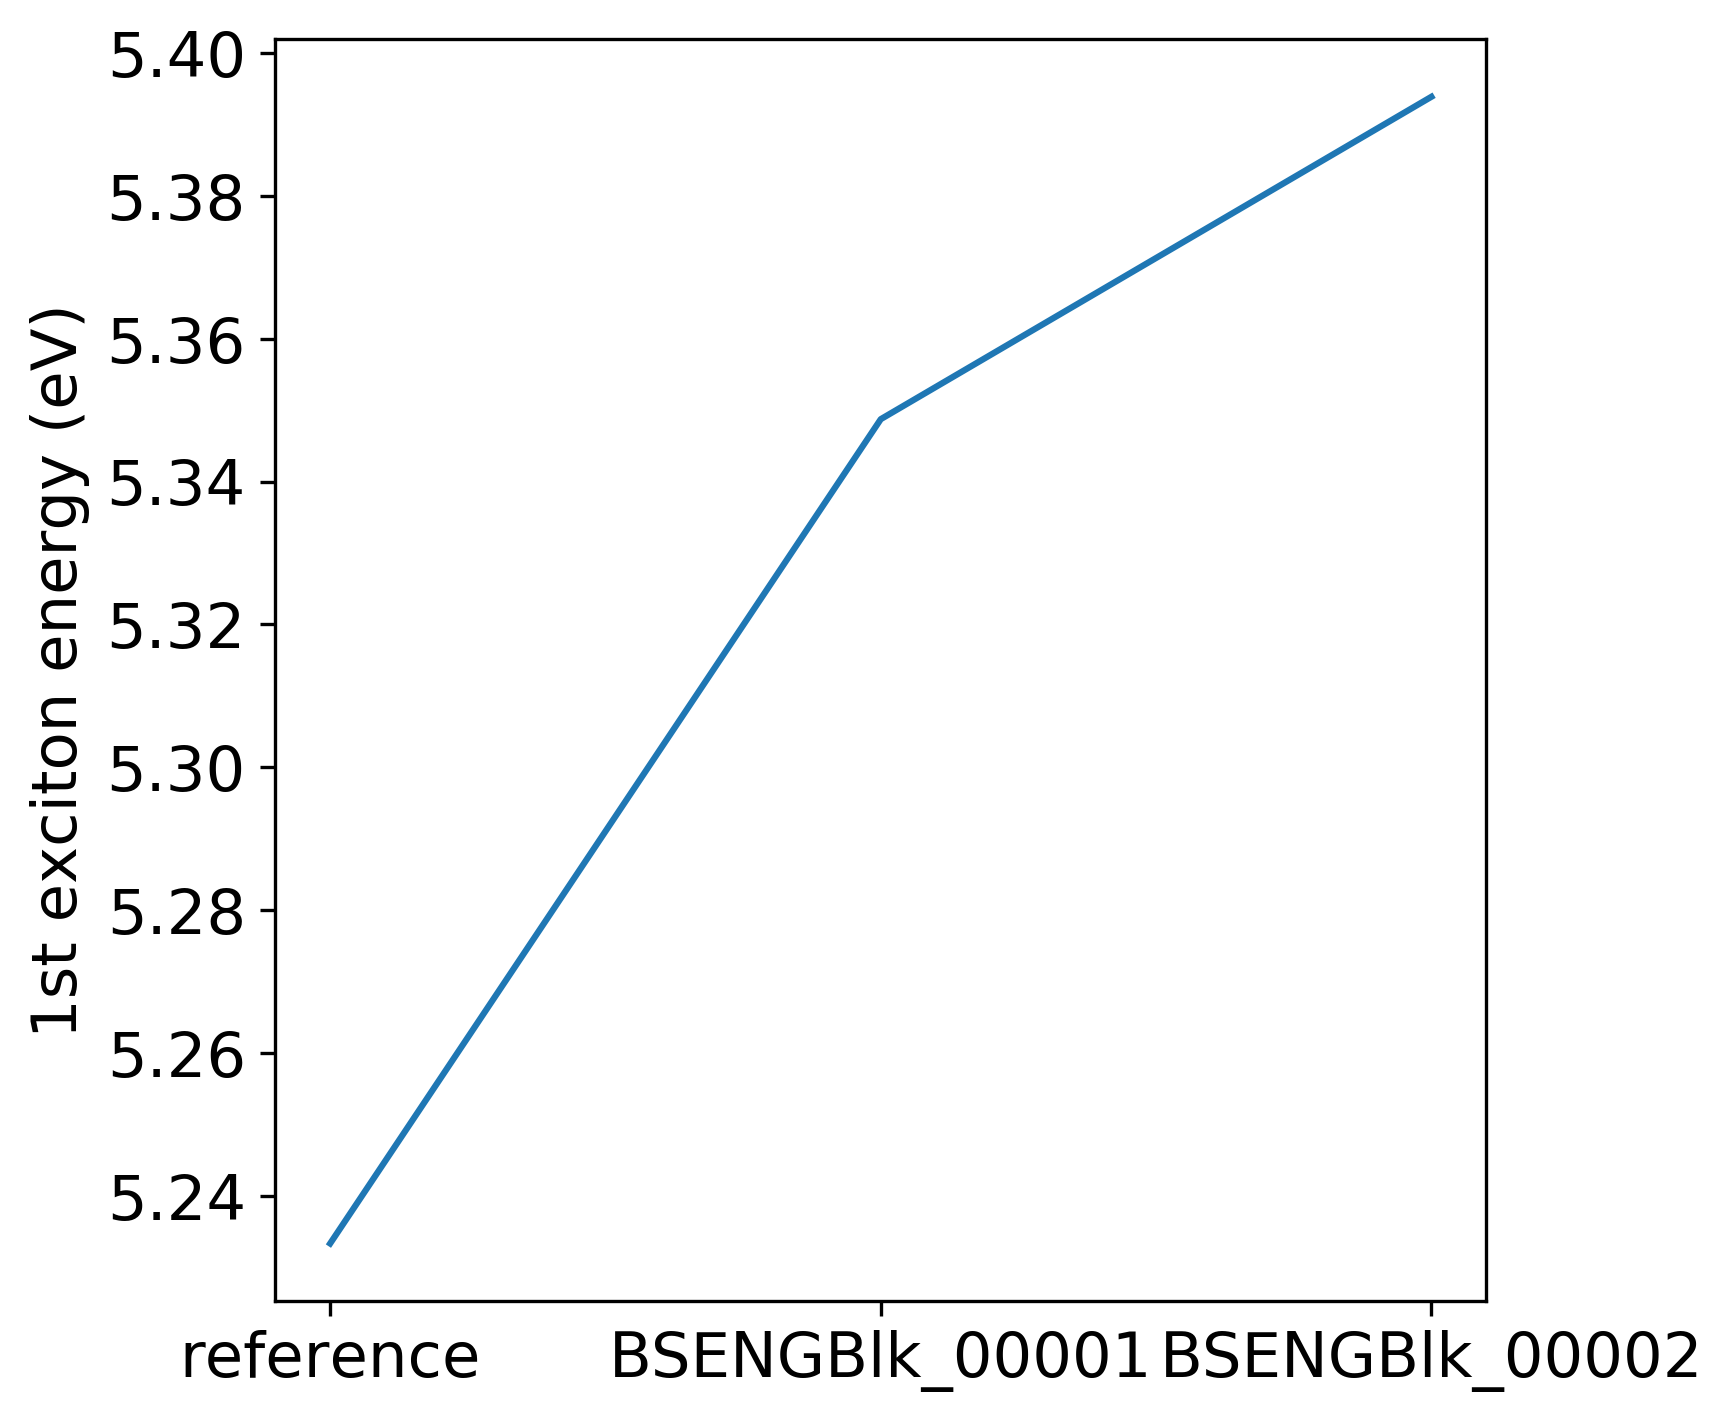 1st exciton energy (eV)
5.40
5.38
5.36
5.34
5.32
5.30
5.28
5.26
5.24
reference
BSENGBlk_00001
BSENGBlk_00002